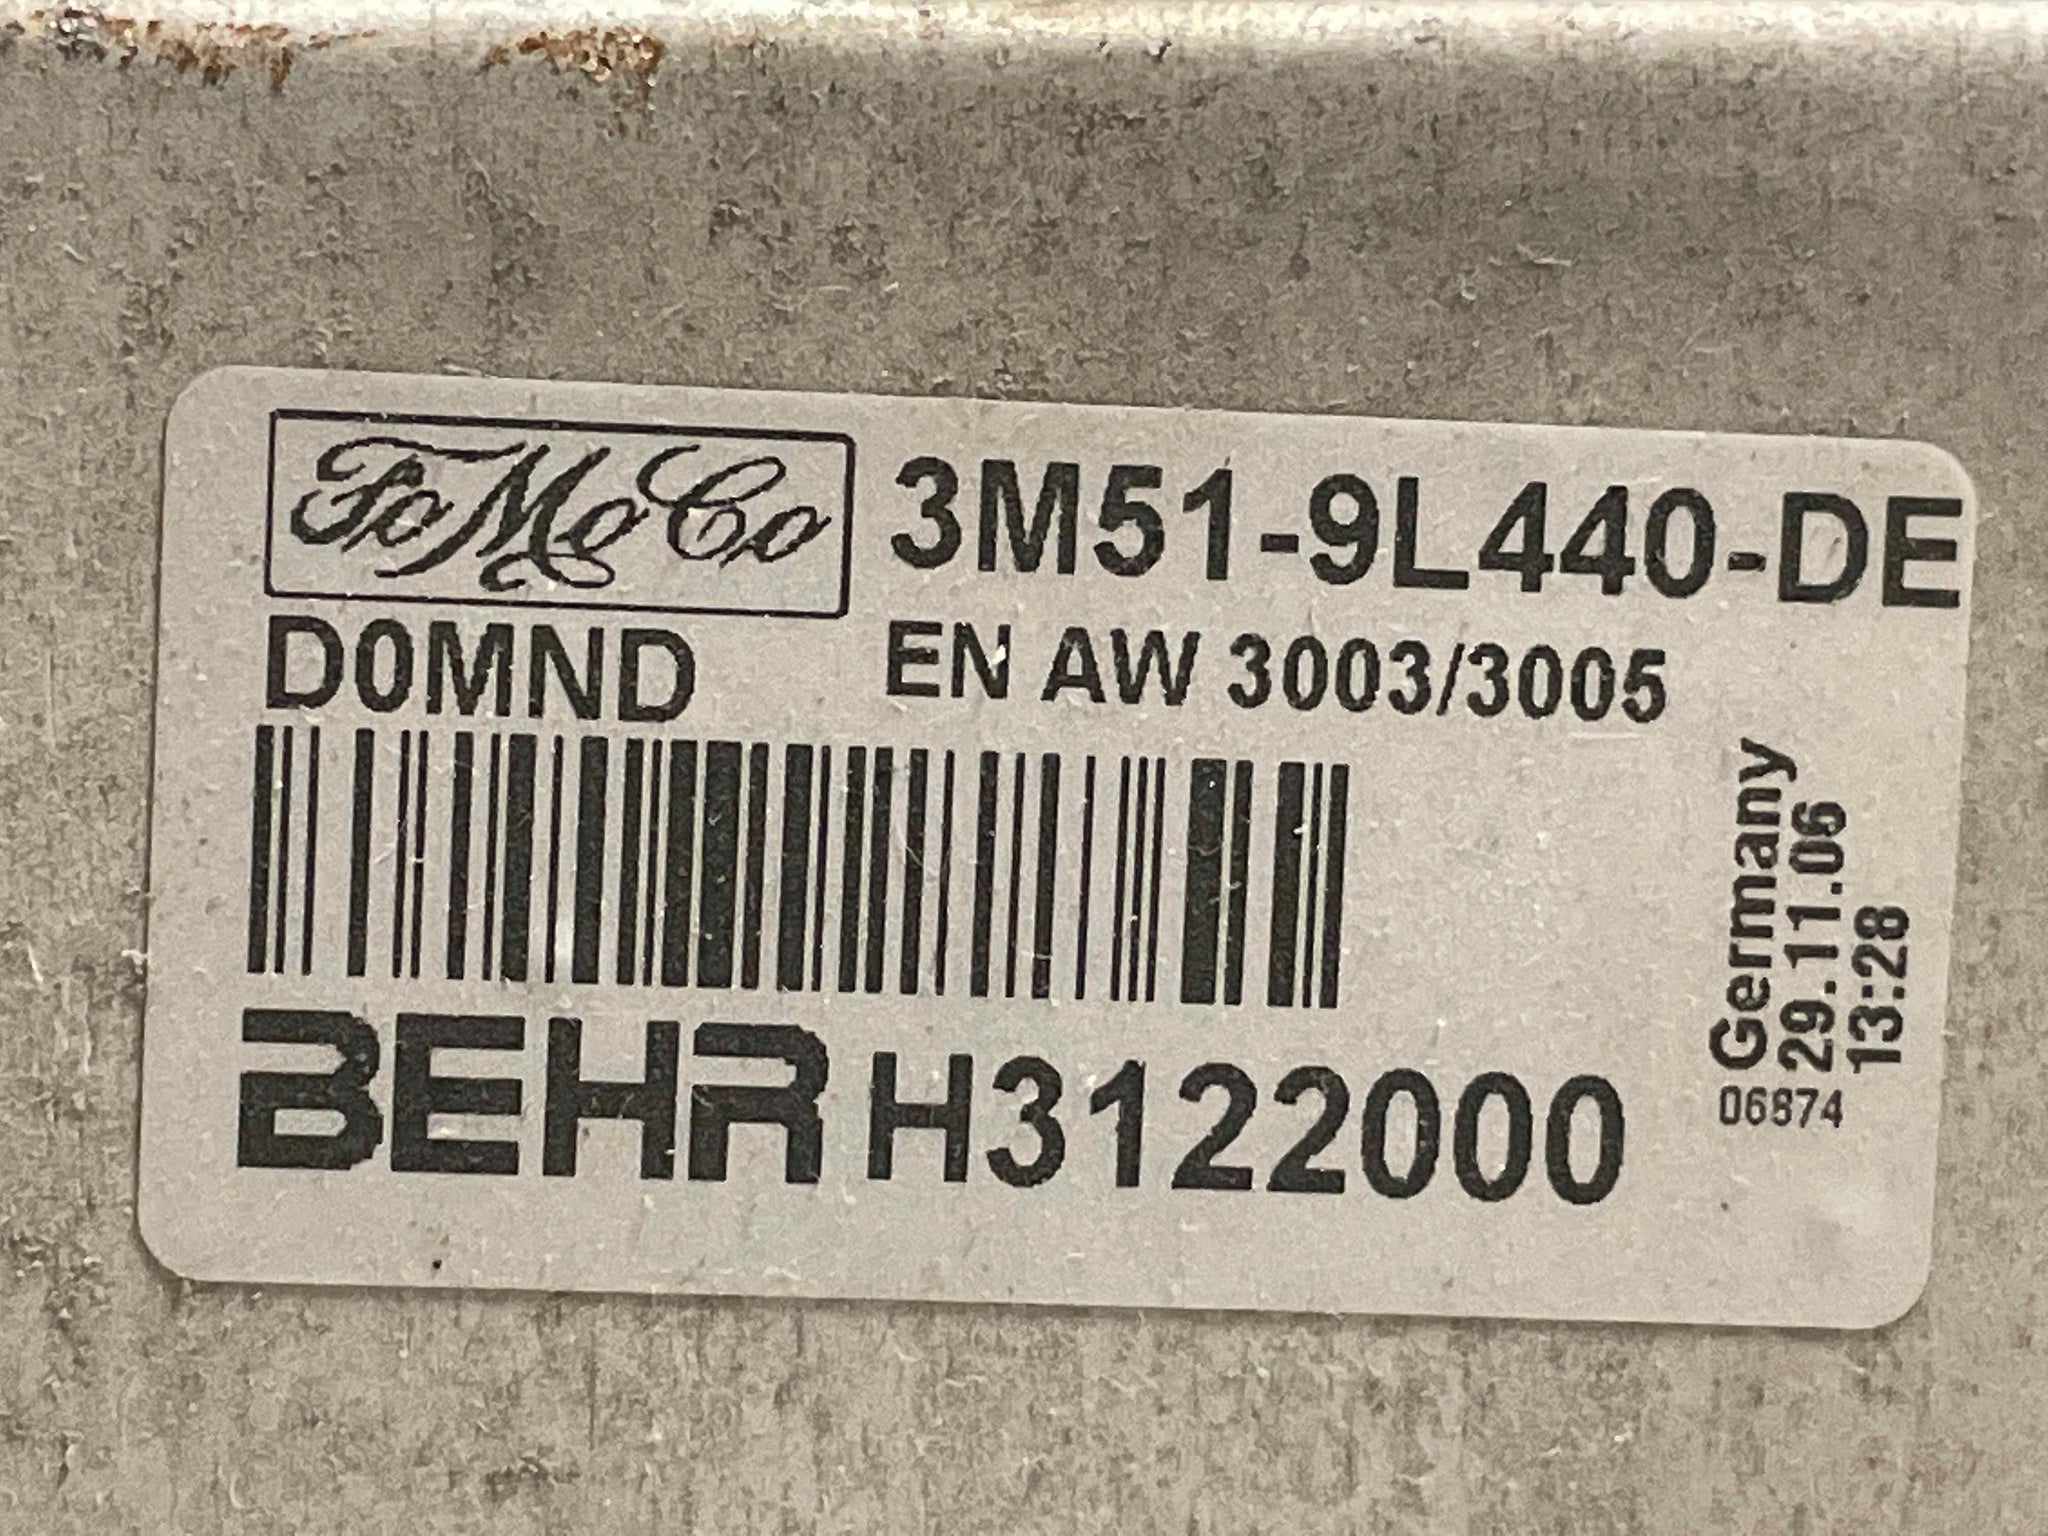 FoMoCo 3M51-9L440-DE
D0MND EN AW 3003/3005
BEHR H3122000
Germany
29.11.06
13:28
06874